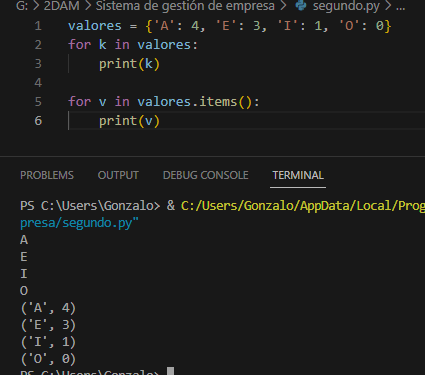 G: > 2DAM > Sistema de gestión de empresa > segundo.py > ...
1 valores = {'A': 4, 'E': 3, 'I': 1, 'O': 0}
2 for k in valores:
3 print(k)
4
5 for v in valores.items():
6 print(v)
PROBLEMS OUTPUT DEBUG CONSOLE TERMINAL
PS C:\Users\Gonzalo> & C:/Users/Gonzalo/AppData/Local/Prog
presa/segundo.py"
A
E
I
O
('A', 4)
('E', 3)
('I', 1)
('O', 0)
PS C:\Users\Gonzalo>